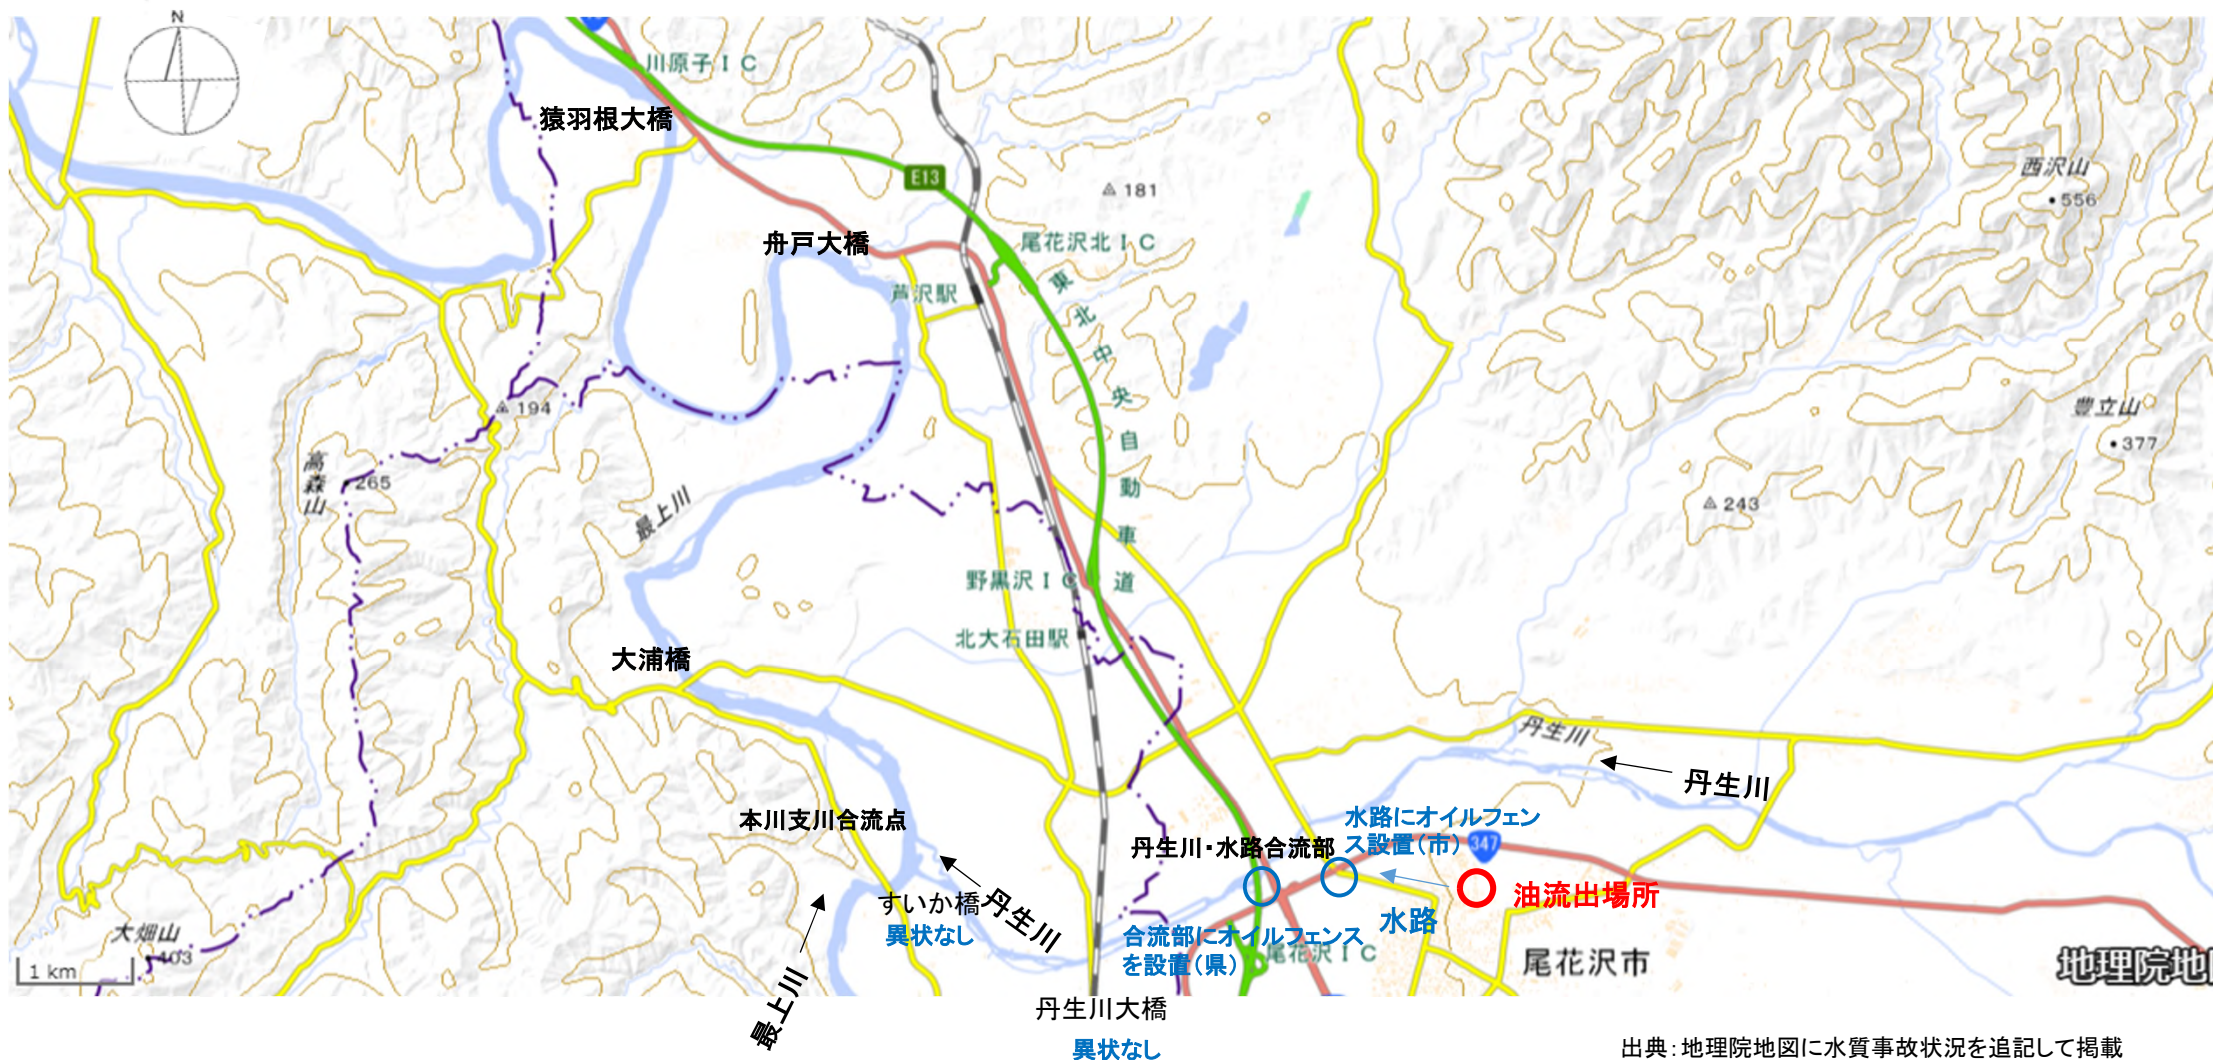 N
川原子ＩＣ
猿羽根大橋
E13
181
西沢山
556
舟戸大橋
尾花沢北ＩＣ
芦沢駅
東北中央自動車道
194
豊立山
377
高森山
265
最上川
243
野黒沢ＩＣ
北大石田駅
大浦橋
丹生川
丹生川
本川支川合流点
水路にオイルフェン
ス設置（市）
347
丹生川・水路合流部
油流出場所
すいか橋
異状なし
丹生川
水路
大畑山
403
合流部にオイルフェンス
を設置（県）
尾花沢ＩＣ
尾花沢市
地理院地
1 km
最上川
丹生川大橋
異状なし
出典：地理院地図に水質事故状況を追記して掲載